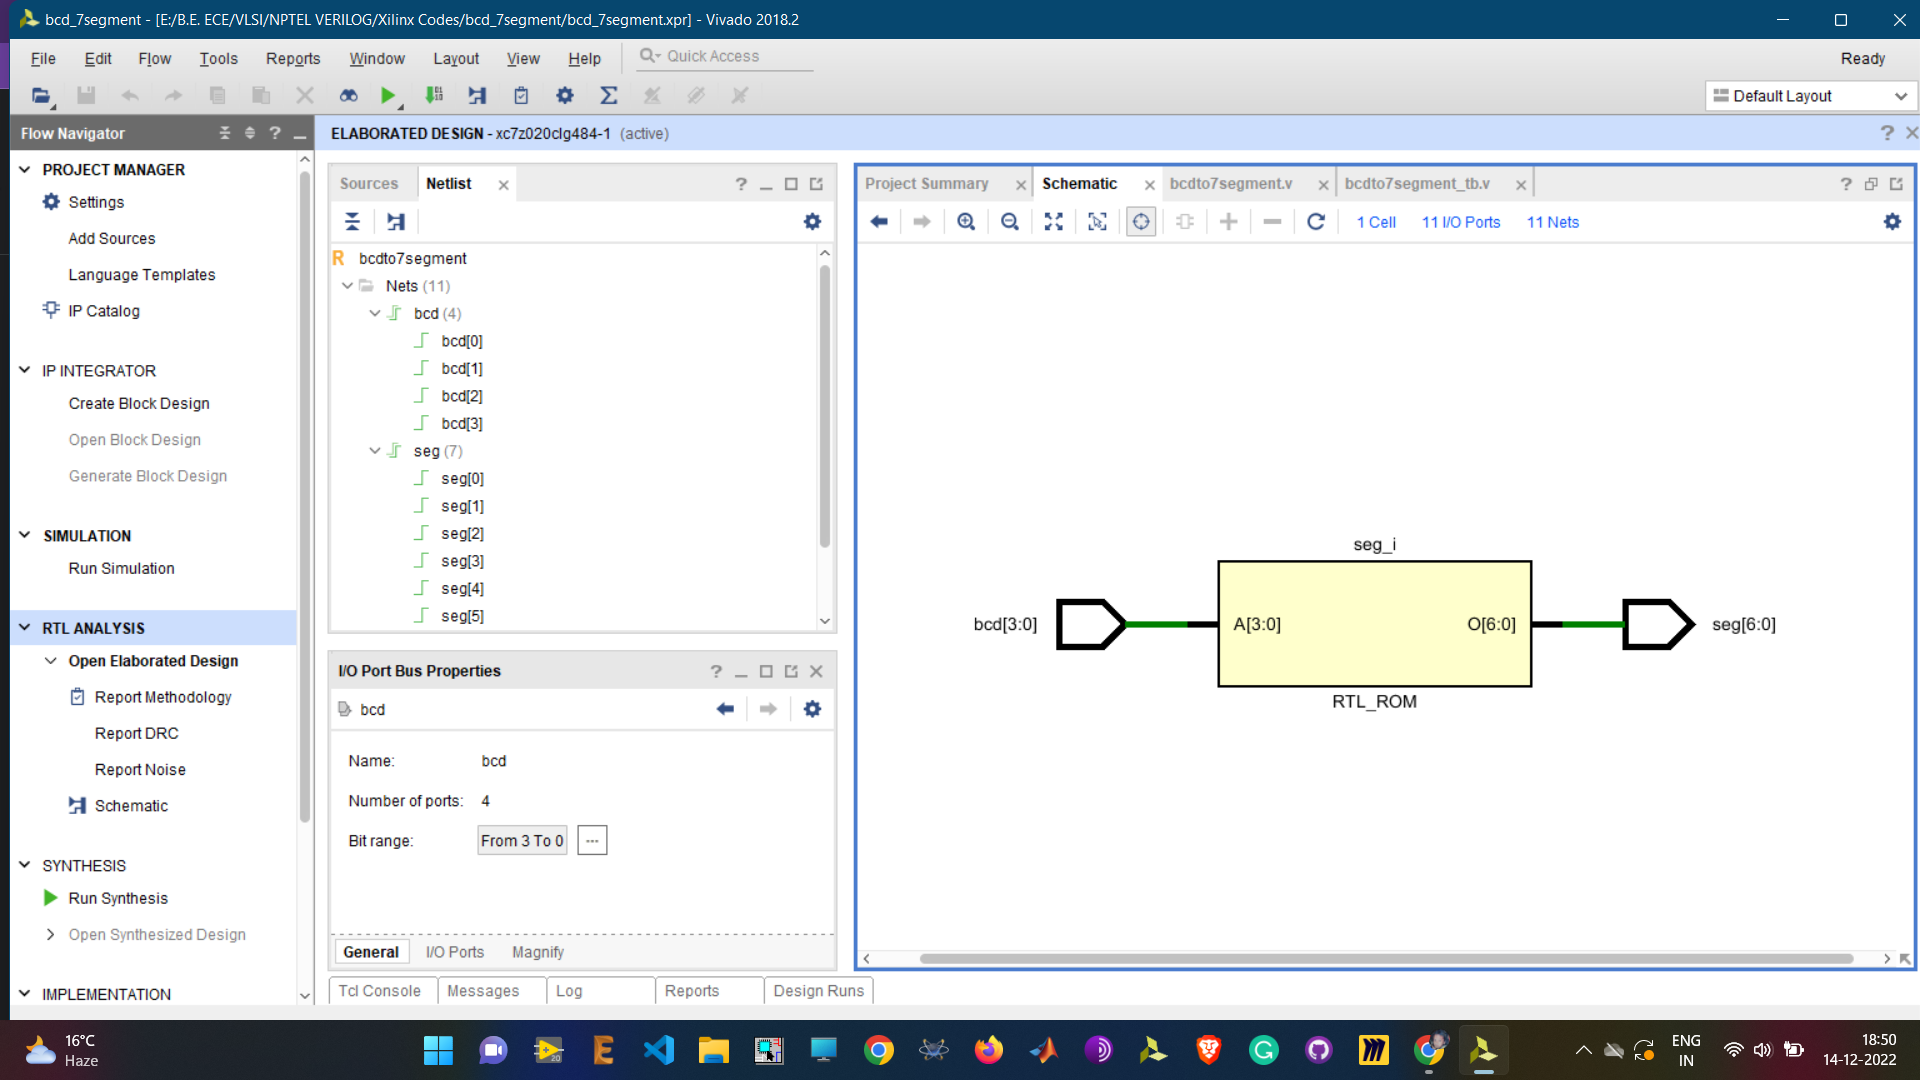 bcd_7segment - [E:/B.E. ECE/VLSI/NPTEL VERILOG/Xilinx Codes/bcd_7segment/bcd_7segment.xpr] - Vivado 2018.2
File Edit Flow Tools Reports Window Layout View Help Quick Access Ready
Default Layout
Flow Navigator
ELABORATED DESIGN - xc7z020clg484-1 (active)
PROJECT MANAGER
Settings
Add Sources
Language Templates
IP Catalog
IP INTEGRATOR
Create Block Design
Open Block Design
Generate Block Design
SIMULATION
Run Simulation
RTL ANALYSIS
Open Elaborated Design
Report Methodology
Report DRC
Report Noise
Schematic
SYNTHESIS
Run Synthesis
Open Synthesized Design
IMPLEMENTATION
Sources Netlist
R bcdto7segment
Nets (11)
bcd (4)
bcd[0]
bcd[1]
bcd[2]
bcd[3]
seg (7)
seg[0]
seg[1]
seg[2]
seg[3]
seg[4]
seg[5]
I/O Port Bus Properties
bcd
Name: bcd
Number of ports: 4
Bit range: From 3 To 0 ...
General I/O Ports Magnify
Tcl Console Messages Log Reports Design Runs
Project Summary Schematic bcdto7segment.v bcdto7segment_tb.v
1 Cell 11 I/O Ports 11 Nets
seg_i
bcd[3:0] A[3:0] O[6:0] seg[6:0]
RTL_ROM
16°C
Haze
ENG
IN
18:50
14-12-2022